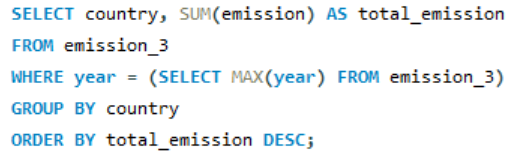 SELECT country, SUM(emission) AS total_emission
FROM emission_3
WHERE year = (SELECT MAX(year) FROM emission_3)
GROUP BY country
ORDER BY total_emission DESC;